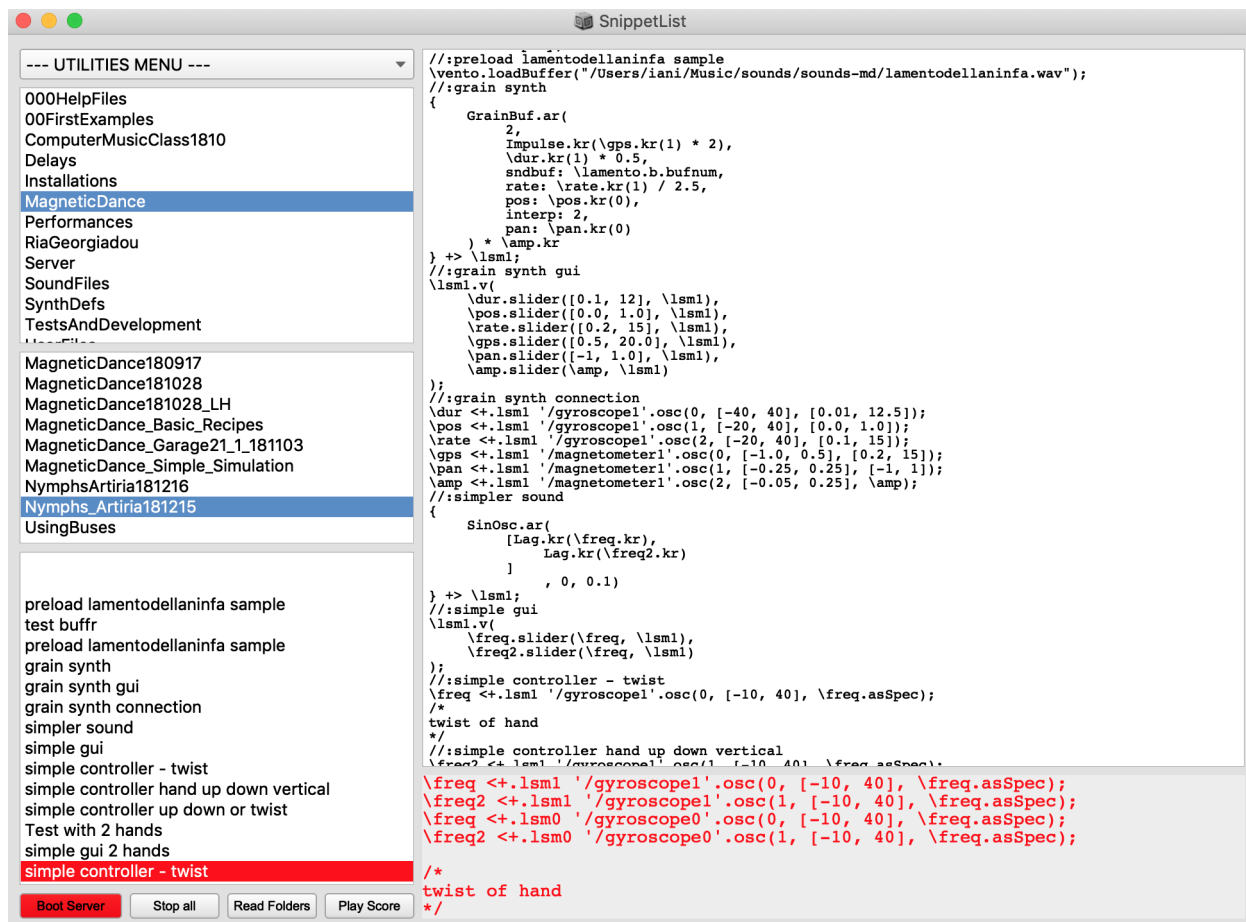 SnippetList
--- UTILITIES MENU ---
000HelpFiles
00FirstExamples
ComputerMusicClass1810
Delays
Installations
MagneticDance
Performances
RiaGeorgiadou
Server
SoundFiles
SynthDefs
TestsAndDevelopment
MagneticDance180917
MagneticDance181028
MagneticDance181028_LH
MagneticDance_Basic_Recipes
MagneticDance_Garage21_1_181103
MagneticDance_Simple_Simulation
NymphsArtiria181216
Nymphs_Artiria181215
UsingBuses
preload lamentodellaninfa sample
test buffr
preload lamentodellaninfa sample
grain synth
grain synth gui
grain synth connection
simpler sound
simple gui
simple controller - twist
simple controller hand up down vertical
simple controller up down or twist
Test with 2 hands
simple gui 2 hands
simple controller - twist
Boot Server
Stop all
Read Folders
Play Score
//:preload lamentodellaninfa sample
\vento.loadBuffer("/Users/iani/Music/sounds/sounds-md/lamentodellaninfa.wav");
//:grain synth
{
GrainBuf.ar(
2,
Impulse.kr(\gps.kr(1) * 2),
\dur.kr(1) * 0.5,
sndbuf: \lamento.b.bufnum,
rate: \rate.kr(1) / 2.5,
pos: \pos.kr(0),
interp: 2,
pan: \pan.kr(0)
) * \amp.kr
} +> \lsm1;
//:grain synth gui
\lsm1.v(
\dur.slider([0.1, 12], \lsm1),
\pos.slider([0.0, 1.0], \lsm1),
\rate.slider([0.2, 15], \lsm1),
\gps.slider([0.5, 20.0], \lsm1),
\pan.slider([-1, 1.0], \lsm1),
\amp.slider(\amp, \lsm1)
);
//:grain synth connection
\dur <+.lsm1 '/gyroscope1'.osc(0, [-40, 40], [0.01, 12.5]);
\pos <+.lsm1 '/gyroscope1'.osc(1, [-20, 40], [0.0, 1.0]);
\rate <+.lsm1 '/gyroscope1'.osc(2, [-20, 40], [0.1, 15]);
\gps <+.lsm1 '/magnetometer1'.osc(0, [-1.0, 0.5], [0.2, 15]);
\pan <+.lsm1 '/magnetometer1'.osc(1, [-0.25, 0.25], [-1, 1]);
\amp <+.lsm1 '/magnetometer1'.osc(2, [-0.05, 0.25], \amp);
//:simpler sound
{
SinOsc.ar(
[Lag.kr(\freq.kr),
Lag.kr(\freq2.kr)
]
, 0, 0.1)
} +> \lsm1;
//:simple gui
\lsm1.v(
\freq.slider(\freq, \lsm1),
\freq2.slider(\freq, \lsm1)
);
//:simple controller - twist
\freq <+.lsm1 '/gyroscope1'.osc(0, [-10, 40], \freq.asSpec);
/*
twist of hand
*/
//:simple controller hand up down vertical
\freq2 <+.lsm1 '/gyroscope1'.osc(1, [-10, 40], \freq.asSpec);
\freq <+.lsm1 '/gyroscope1'.osc(0, [-10, 40], \freq.asSpec);
\freq2 <+.lsm1 '/gyroscope1'.osc(1, [-10, 40], \freq.asSpec);
\freq <+.lsm0 '/gyroscope0'.osc(0, [-10, 40], \freq.asSpec);
\freq2 <+.lsm0 '/gyroscope0'.osc(1, [-10, 40], \freq.asSpec);
/*
twist of hand
*/